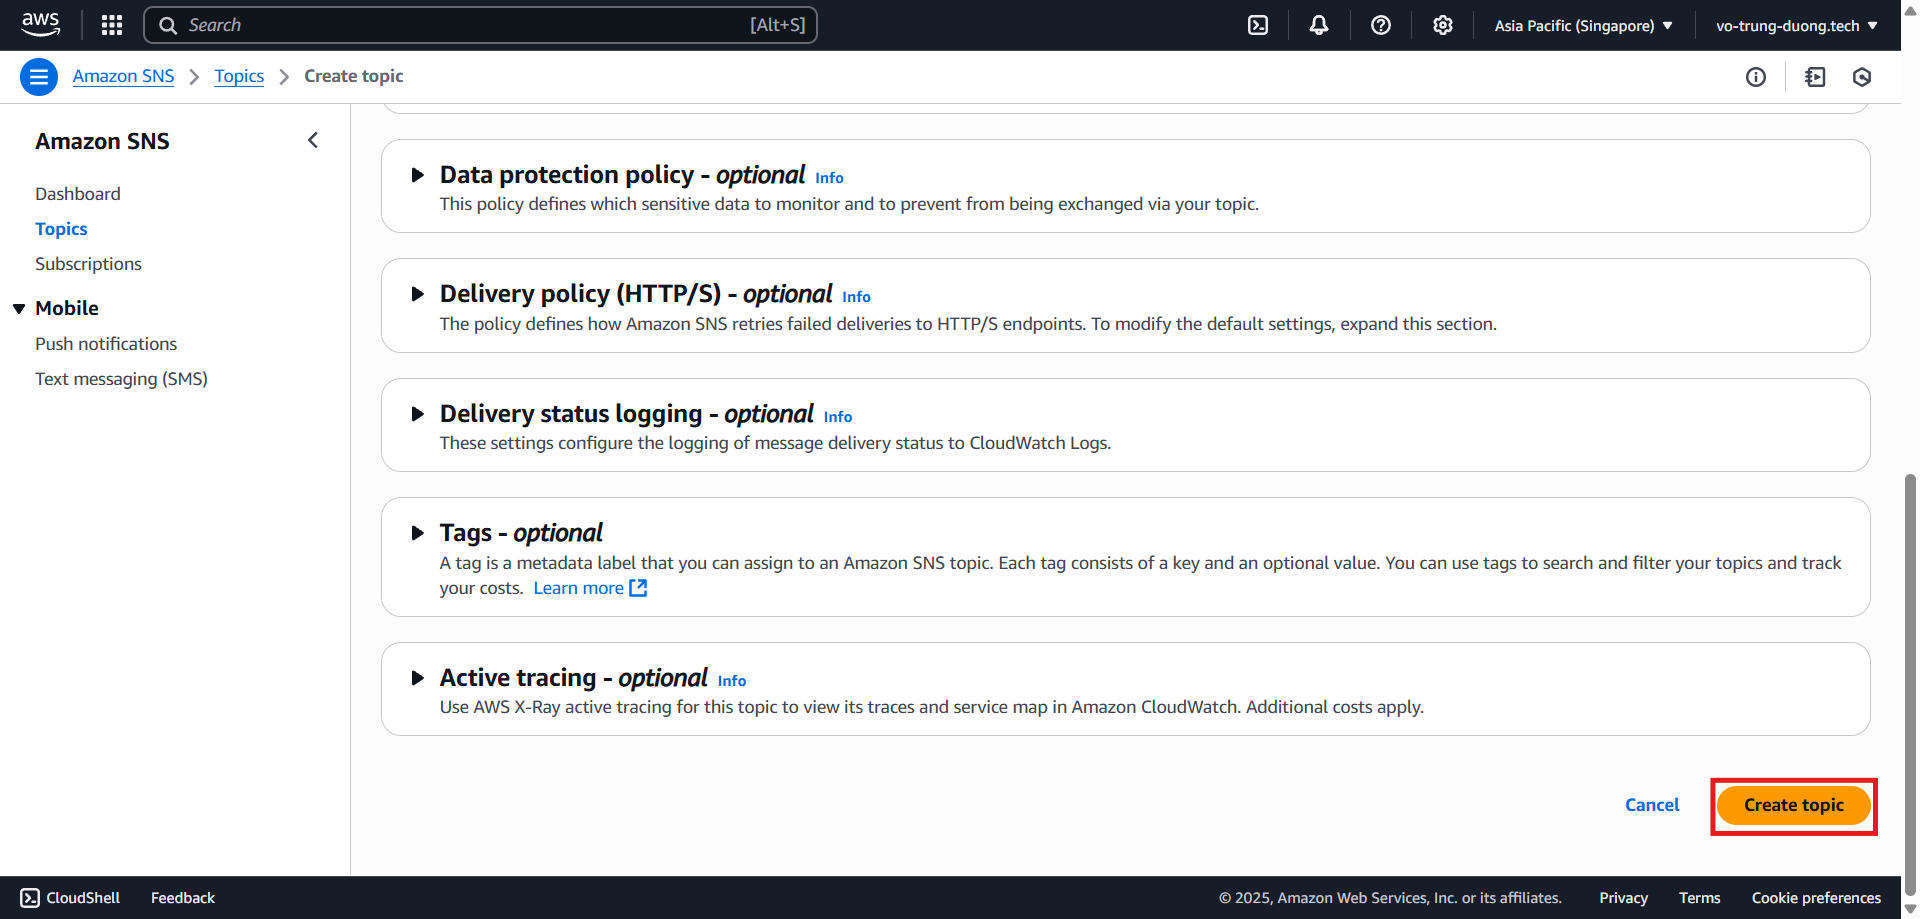 aws
Search
[Alt+S]
Asia Pacific (Singapore)
vo-trung-duong.tech
Amazon SNS
Topics
Create topic
Amazon SNS
Dashboard
Topics
Subscriptions
Mobile
Push notifications
Text messaging (SMS)
Data protection policy - optional Info
This policy defines which sensitive data to monitor and to prevent from being exchanged via your topic.
Delivery policy (HTTP/S) - optional Info
The policy defines how Amazon SNS retries failed deliveries to HTTP/S endpoints. To modify the default settings, expand this section.
Delivery status logging - optional Info
These settings configure the logging of message delivery status to CloudWatch Logs.
Tags - optional
A tag is a metadata label that you can assign to an Amazon SNS topic. Each tag consists of a key and an optional value. You can use tags to search and filter your topics and track
your costs. Learn more
Active tracing - optional Info
Use AWS X-Ray active tracing for this topic to view its traces and service map in Amazon CloudWatch. Additional costs apply.
Cancel
Create topic
CloudShell
Feedback
© 2025, Amazon Web Services, Inc. or its affiliates.
Privacy
Terms
Cookie preferences